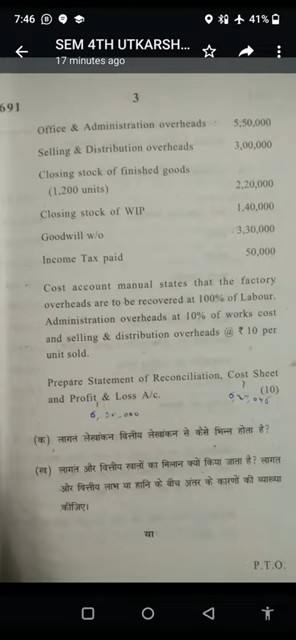 7:46
41%
SEM 4TH UTKARSH...
17 minutes ago
691
3
Office & Administration overheads 5,50,000
Selling & Distribution overheads 3,00,000
Closing stock of finished goods
(1,200 units) 2,20,000
Closing stock of WIP 1,40,000
Goodwill w/o 3,30,000
Income Tax paid 50,000
Cost account manual states that the factory
overheads are to be recovered at 100% of Labour.
Administration overheads at 10% of works cost
and selling & distribution overheads @ ₹ 10 per
unit sold.
Prepare Statement of Reconciliation, Cost Sheet
and Profit & Loss A/c. (10)
(क) लागत लेखांकन वित्तीय लेखांकन से कैसे भिन्न होता है?
(ख) लागत और वित्तीय खातों का मिलान क्यों किया जाता है? लागत
और वित्तीय लाभ या हानि के बीच अंतर के कारणों की व्याख्या
कीजिए।
या
P.T.O.